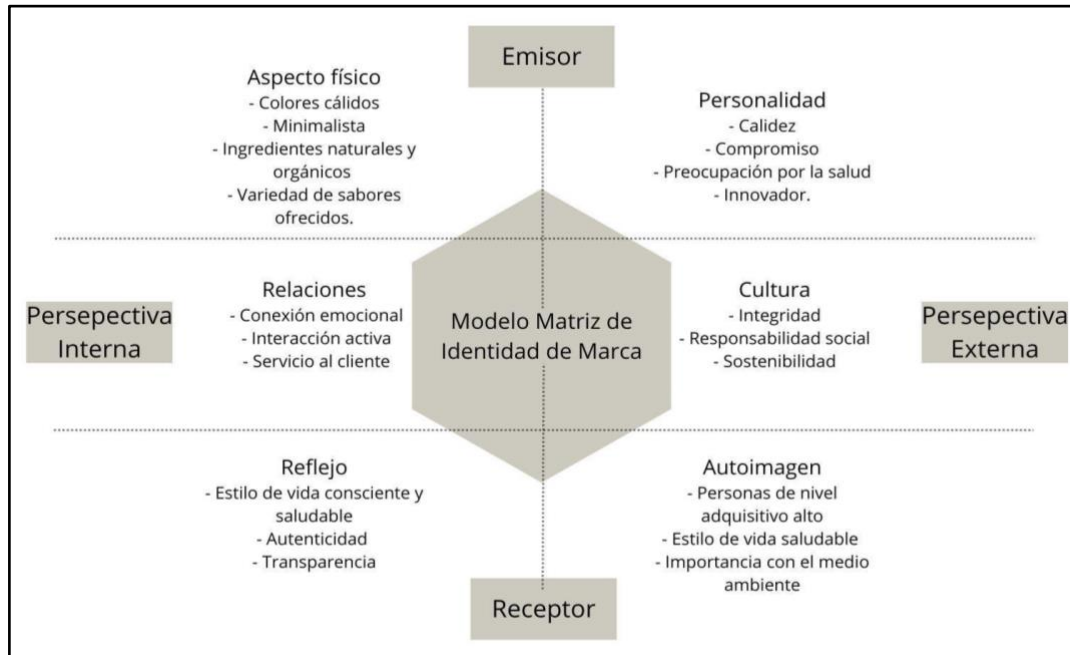 Emisor
Aspecto físico
- Colores cálidos
- Minimalista
- Ingredientes naturales y
orgánicos
- Variedad de sabores
ofrecidos.
Personalidad
- Calidez
- Compromiso
- Preocupación por la salud
- Innovador.
Persepectiva
Interna
Relaciones
- Conexión emocional
- Interacción activa
- Servicio al cliente
Modelo Matriz de
Identidad de Marca
Cultura
- Integridad
- Responsabilidad social
- Sostenibilidad
Persepectiva
Externa
Reflejo
- Estilo de vida consciente y
saludable
- Autenticidad
- Transparencia
Autoimagen
- Personas de nivel
adquisitivo alto
- Estilo de vida saludable
- Importancia con el medio
ambiente
Receptor